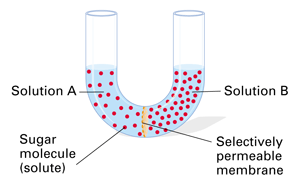 Solution A
Solution B
Sugar
molecule
(solute)
Selectively
permeable
membrane